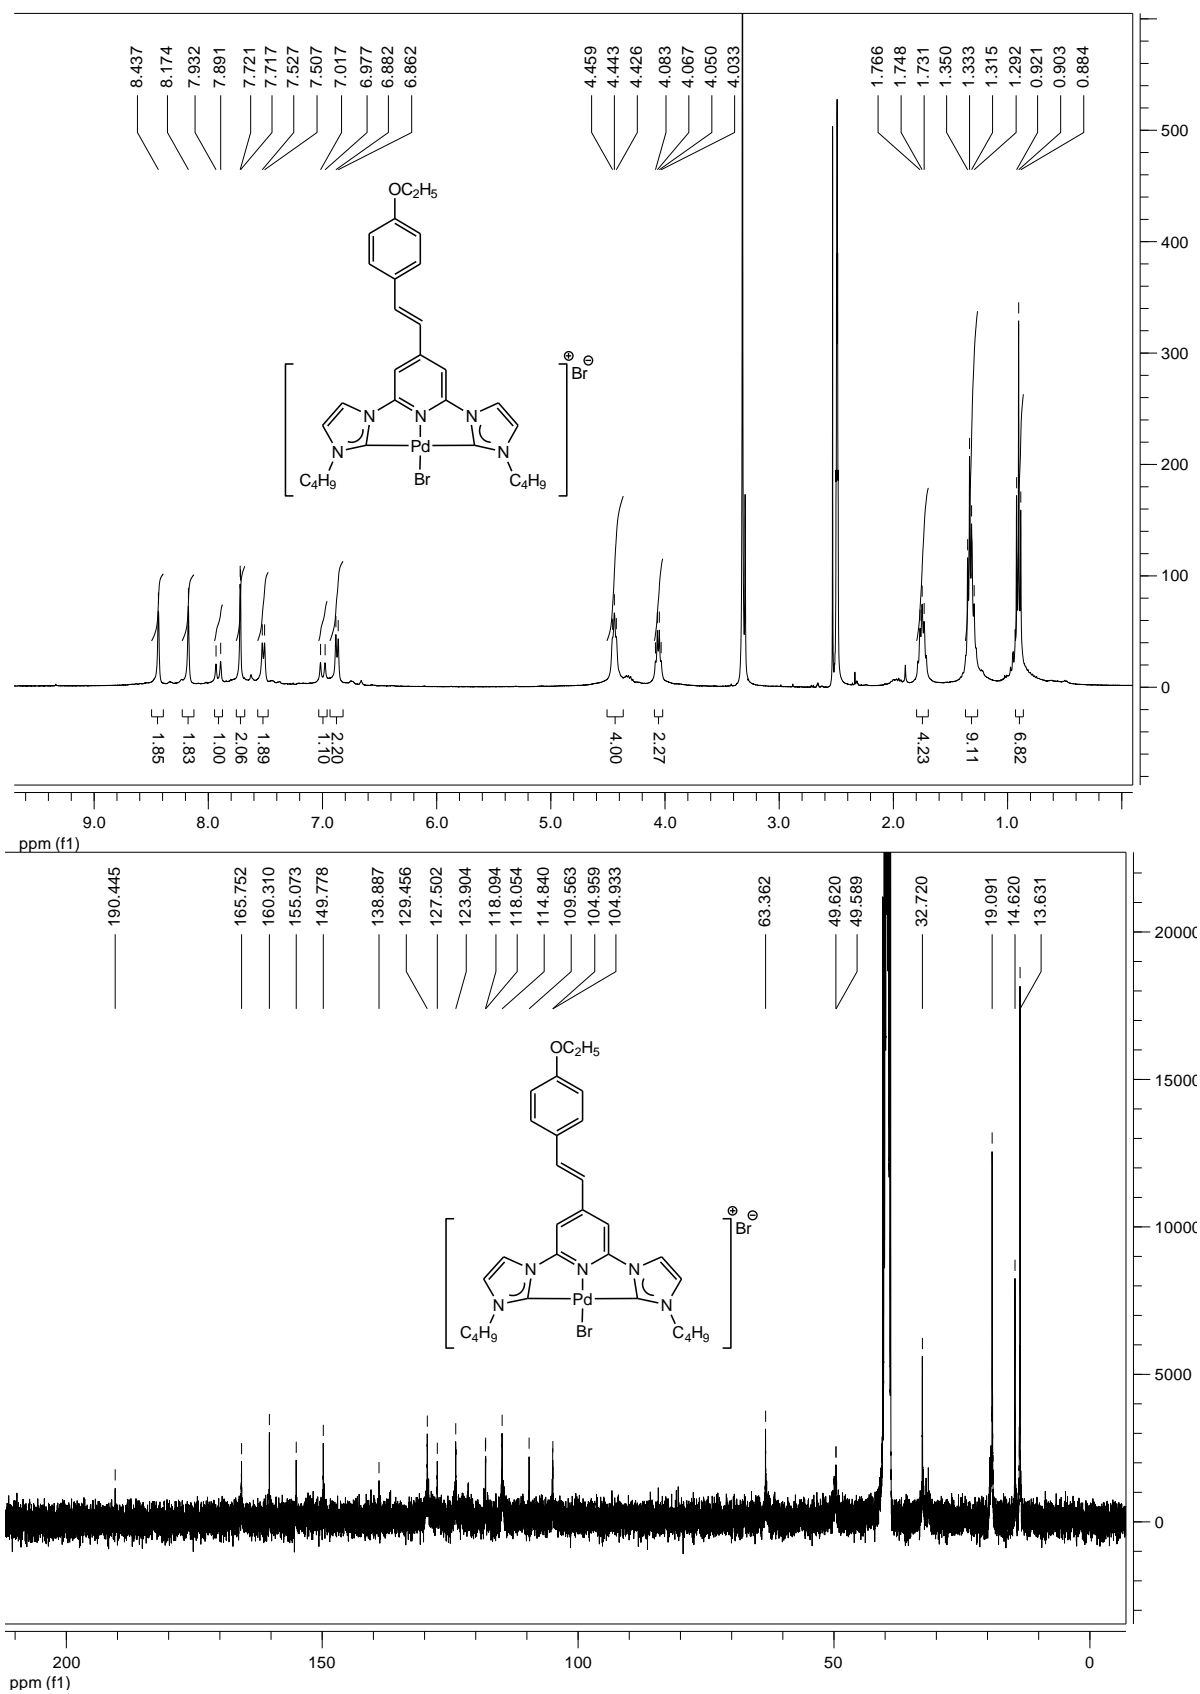 8.437 8.174 7.932 7.891 7.721 7.717 7.527 7.507 7.017 6.977 6.882 6.862 4.459 4.443 4.426 4.083 4.067 4.050 4.033 1.766 1.748 1.731 1.350 1.333 1.315 1.292 0.921 0.903 0.884
500
400
300
200
100
0
OC2H5
⊕
Br⊖
N N N
N Pd N
C4H9 Br C4H9
1.85 1.83 1.00 2.06 1.89 1.10 2.20 4.00 2.27 4.23 9.11 6.82
9.0 8.0 7.0 6.0 5.0 4.0 3.0 2.0 1.0
ppm (f1)
190.445 165.752 160.310 155.073 149.778 138.887 129.456 127.502 123.904 118.094 118.054 114.840 109.563 104.959 104.933 63.362 49.620 49.589 32.720 19.091 14.620 13.631
20000
15000
10000
5000
0
OC2H5
⊕
Br⊖
N N N
N Pd N
C4H9 Br C4H9
200 150 100 50 0
ppm (f1)